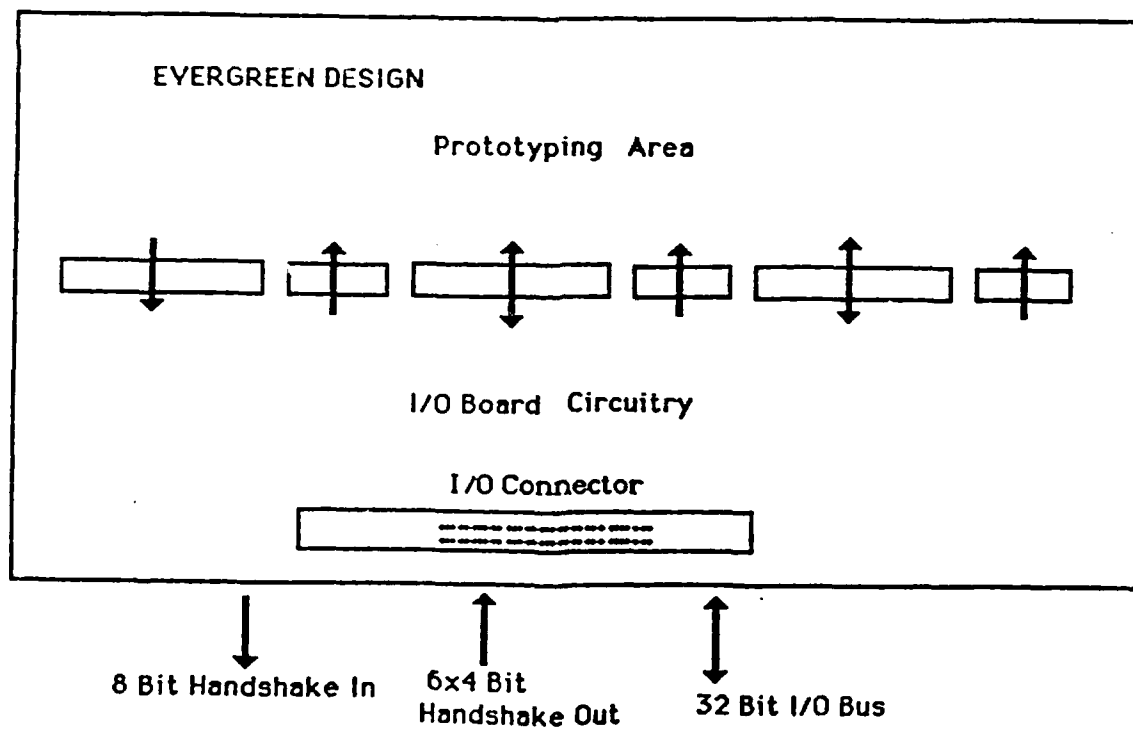 EVERGREEN DESIGN
Prototyping Area
I/O Board Circuitry
I/O Connector
8 Bit Handshake In
6x4 Bit
Handshake Out
32 Bit I/O Bus